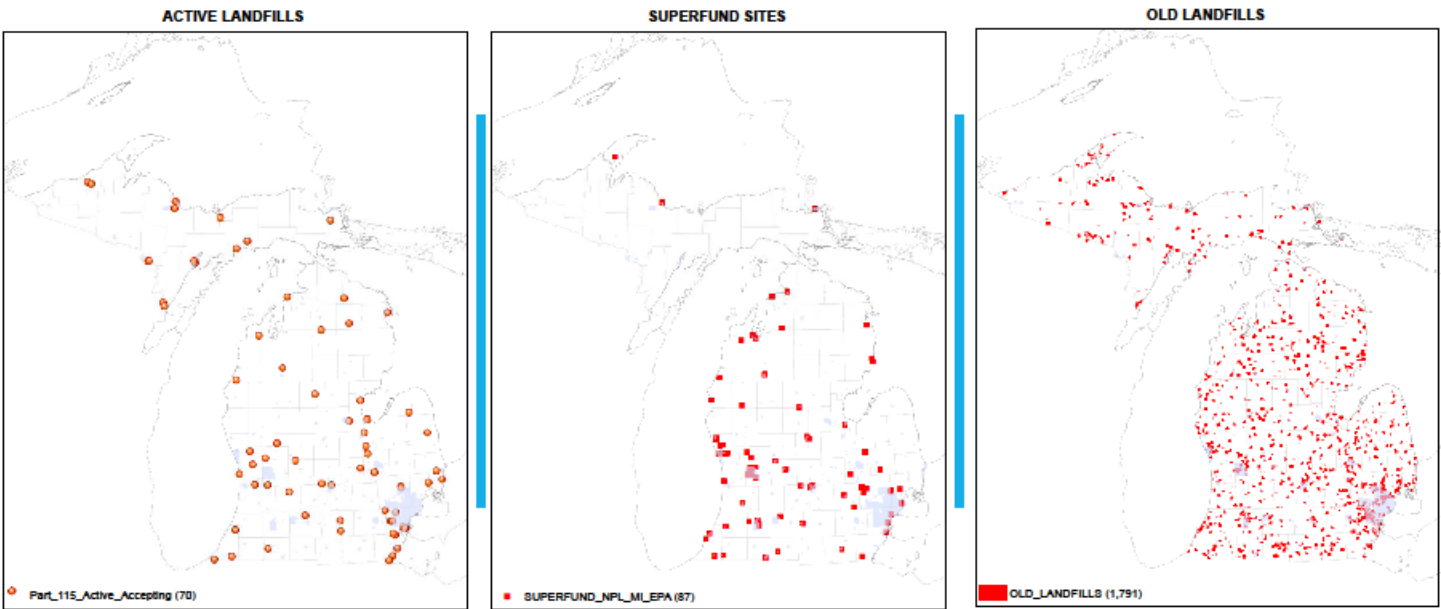 ACTIVE LANDFILLS
SUPERFUND SITES
OLD LANDFILLS
Part_115_Active_Accepting (70)
SUPERFUND_NPL_MI_EPA (87)
OLD_LANDFILLS (1,791)